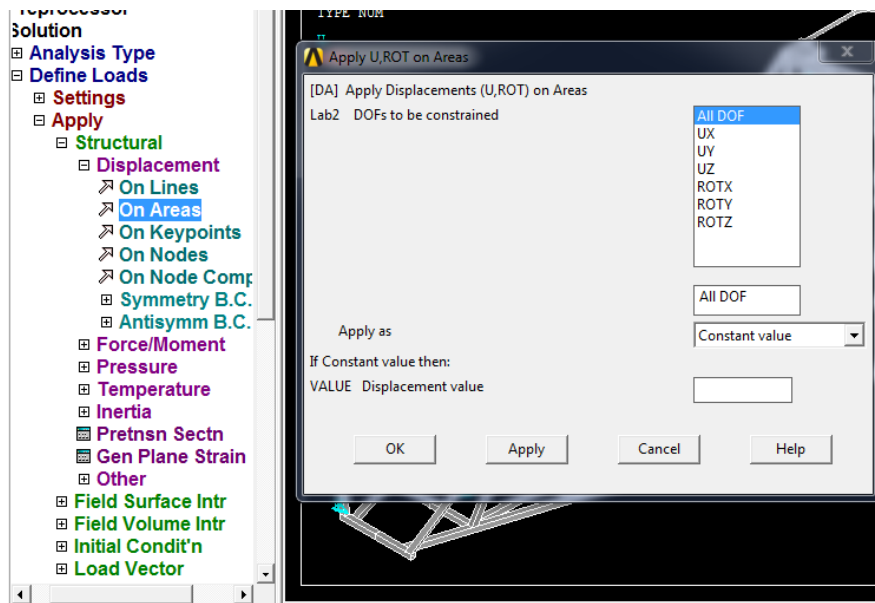 Preprocessor
Solution
Analysis Type
Define Loads
Settings
Apply
Structural
Displacement
On Lines
On Areas
On Keypoints
On Nodes
On Node Comp
Symmetry B.C.
Antisymm B.C.
Force/Moment
Pressure
Temperature
Inertia
Pretnsn Sectn
Gen Plane Strain
Other
Field Surface Intr
Field Volume Intr
Initial Condit'n
Load Vector
TYPE NUM
U
Apply U,ROT on Areas
[DA] Apply Displacements (U,ROT) on Areas
Lab2 DOFs to be constrained
All DOF
UX
UY
UZ
ROTX
ROTY
ROTZ
All DOF
Apply as
Constant value
If Constant value then:
VALUE Displacement value
OK
Apply
Cancel
Help